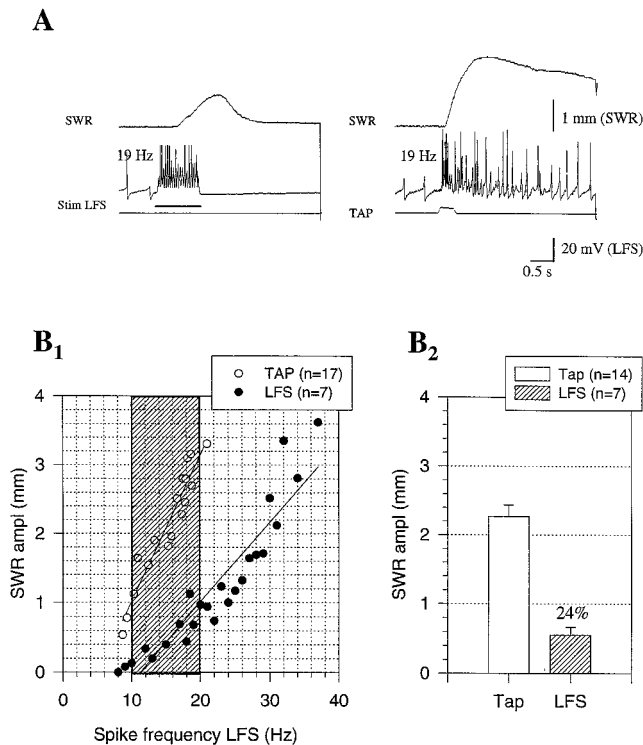 A
SWR
19 Hz
Stim LFS
SWR
1 mm (SWR)
19 Hz
TAP
20 mV (LFS)
0.5 s
B1
TAP (n=17)
LFS (n=7)
4
3
2
1
0
SWR ampl (mm)
0 10 20 30 40
Spike frequency LFS (Hz)
B2
Tap (n=14)
LFS (n=7)
4
3
2
1
0
SWR ampl (mm)
24%
Tap LFS